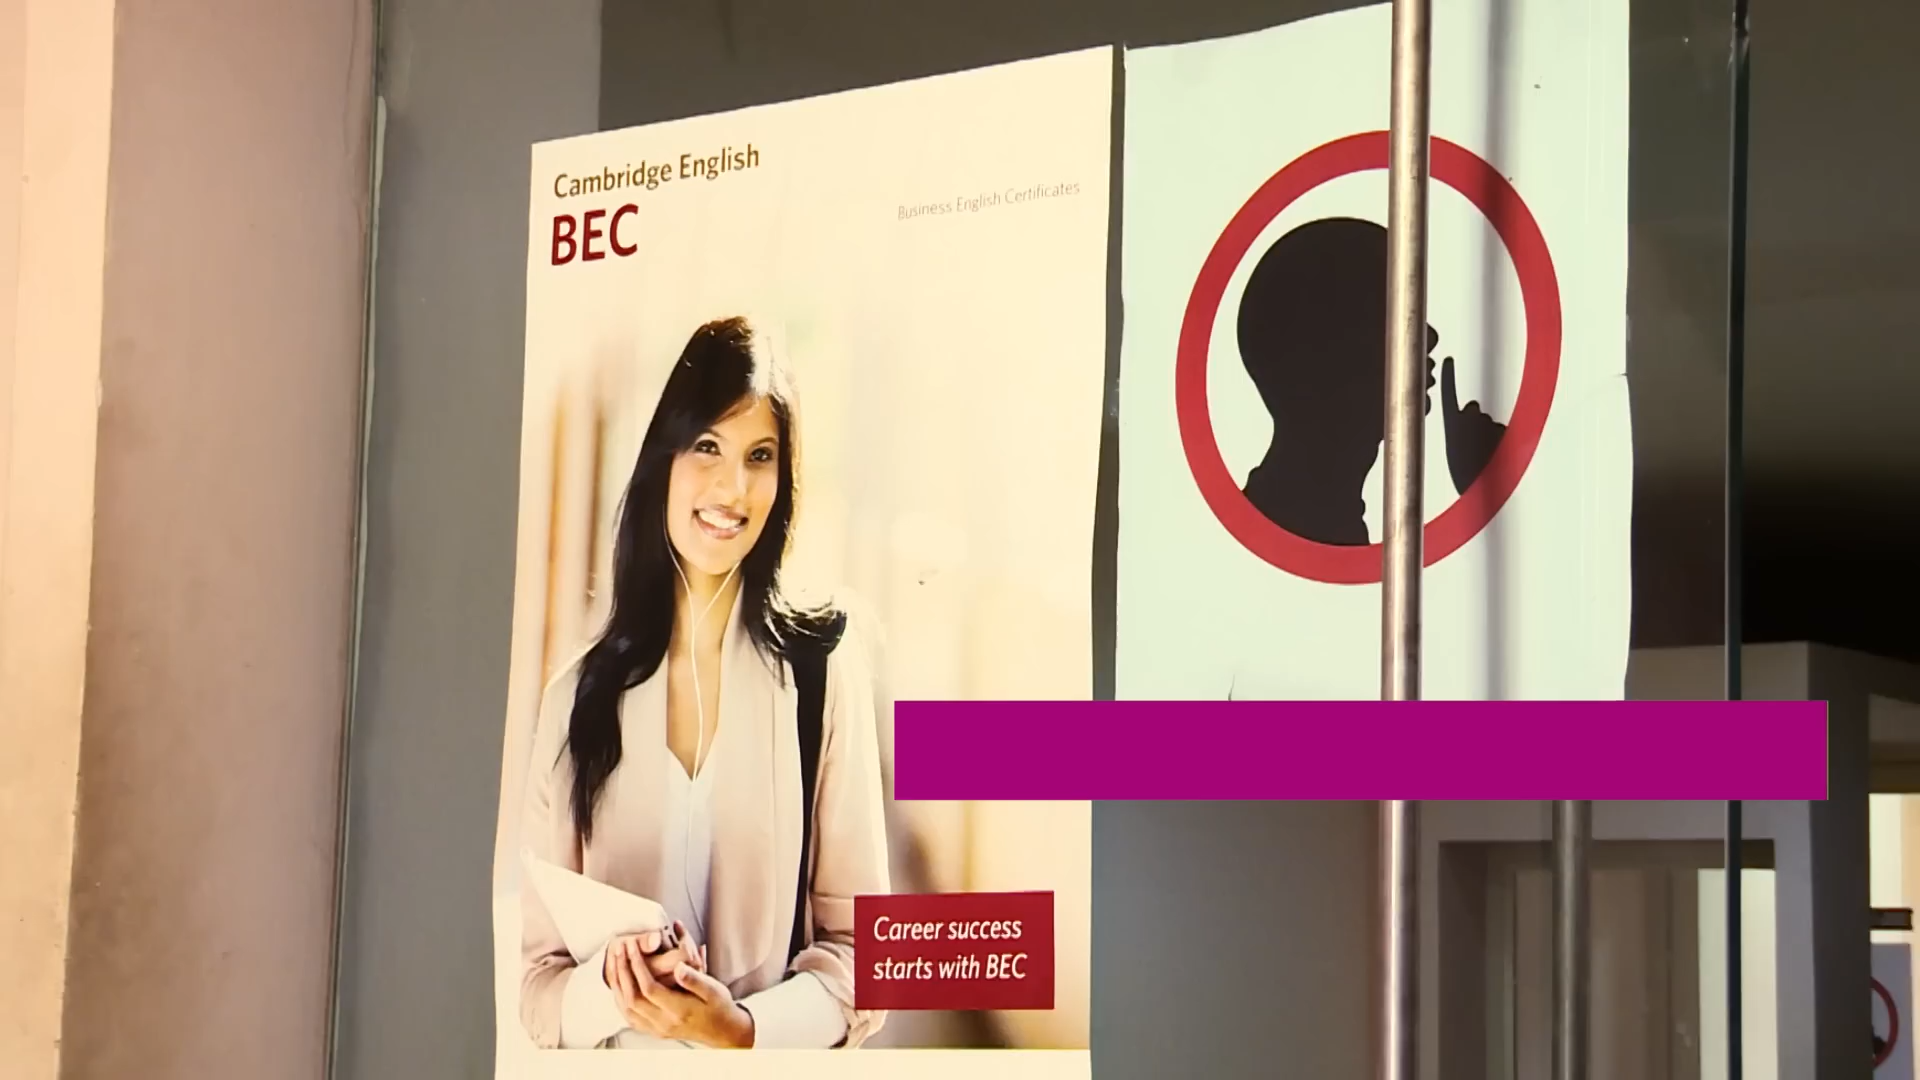 Cambridge English
BEC
Business English Certificates
Career success
starts with BEC